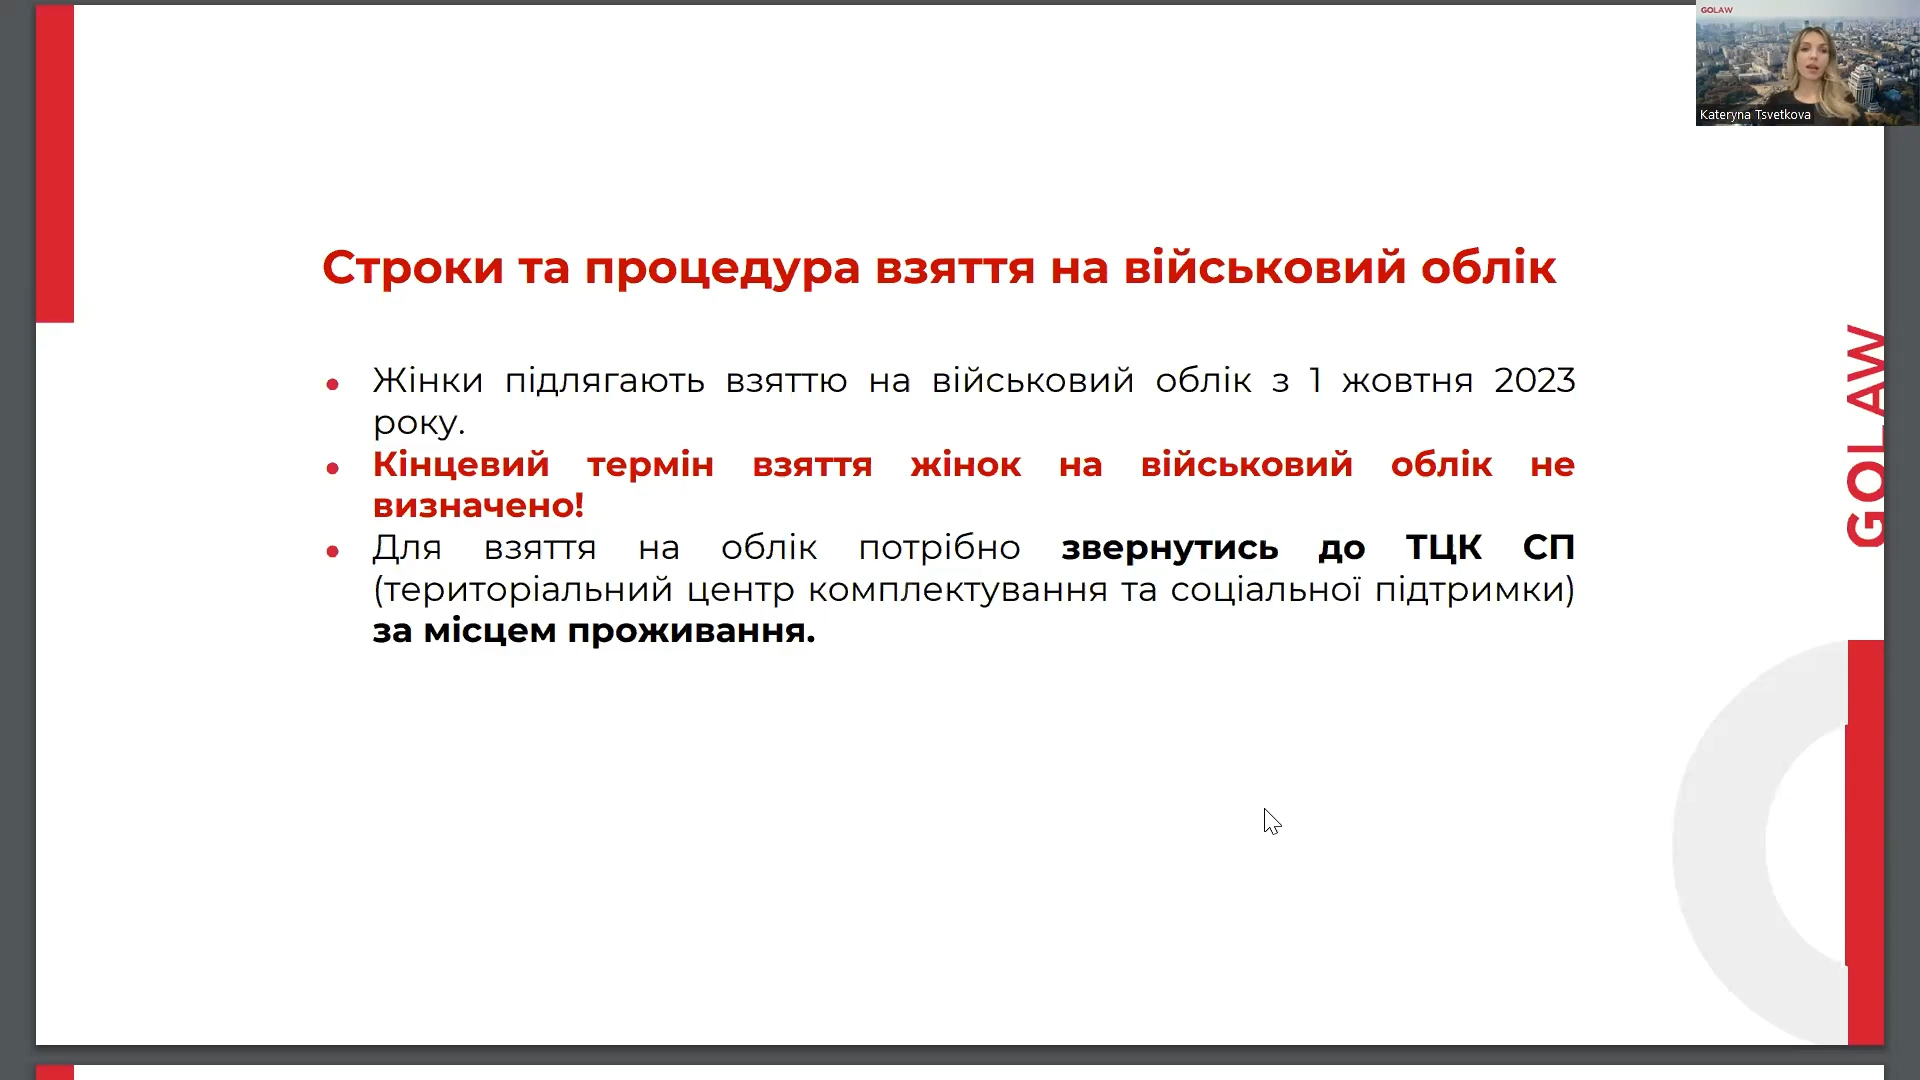 GOLAW
Kateryna Tsvetkova
Строки та процедура взяття на військовий облік
• Жінки підлягають взяттю на військовий облік з 1 жовтня 2023
року.
• Кінцевий термін взяття жінок на військовий облік не
визначено!
• Для взяття на облік потрібно звернутись до ТЦК СП
(територіальний центр комплектування та соціальної підтримки)
за місцем проживання.
GOLAW